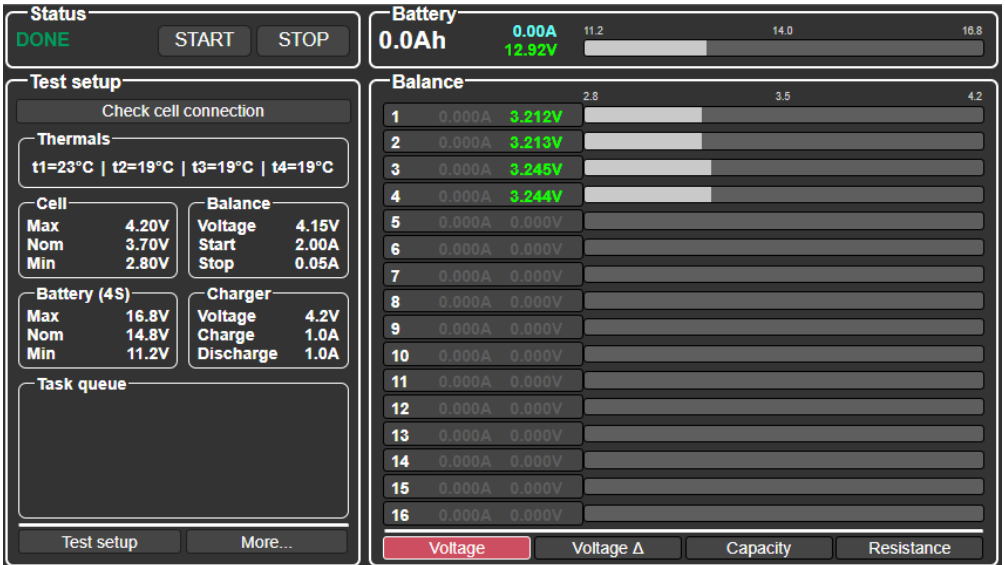 Status
DONE START STOP
Test setup
Check cell connection
Thermals
t1=23°C | t2=19°C | t3=19°C | t4=19°C
Cell
Max 4.20V
Nom 3.70V
Min 2.80V
Balance
Voltage 4.15V
Start 2.00A
Stop 0.05A
Battery (4S)
Max 16.8V
Nom 14.8V
Min 11.2V
Charger
Voltage 4.2V
Charge 1.0A
Discharge 1.0A
Task queue
Test setup More...
Battery
0.0Ah
0.00A
12.92V
11.2 14.0 16.8
Balance
2.8 3.5 4.2
1 0.000A 3.212V
2 0.000A 3.213V
3 0.000A 3.245V
4 0.000A 3.244V
5 0.000A 0.000V
6 0.000A 0.000V
7 0.000A 0.000V
8 0.000A 0.000V
9 0.000A 0.000V
10 0.000A 0.000V
11 0.000A 0.000V
12 0.000A 0.000V
13 0.000A 0.000V
14 0.000A 0.000V
15 0.000A 0.000V
16 0.000A 0.000V
Voltage Voltage Δ Capacity Resistance